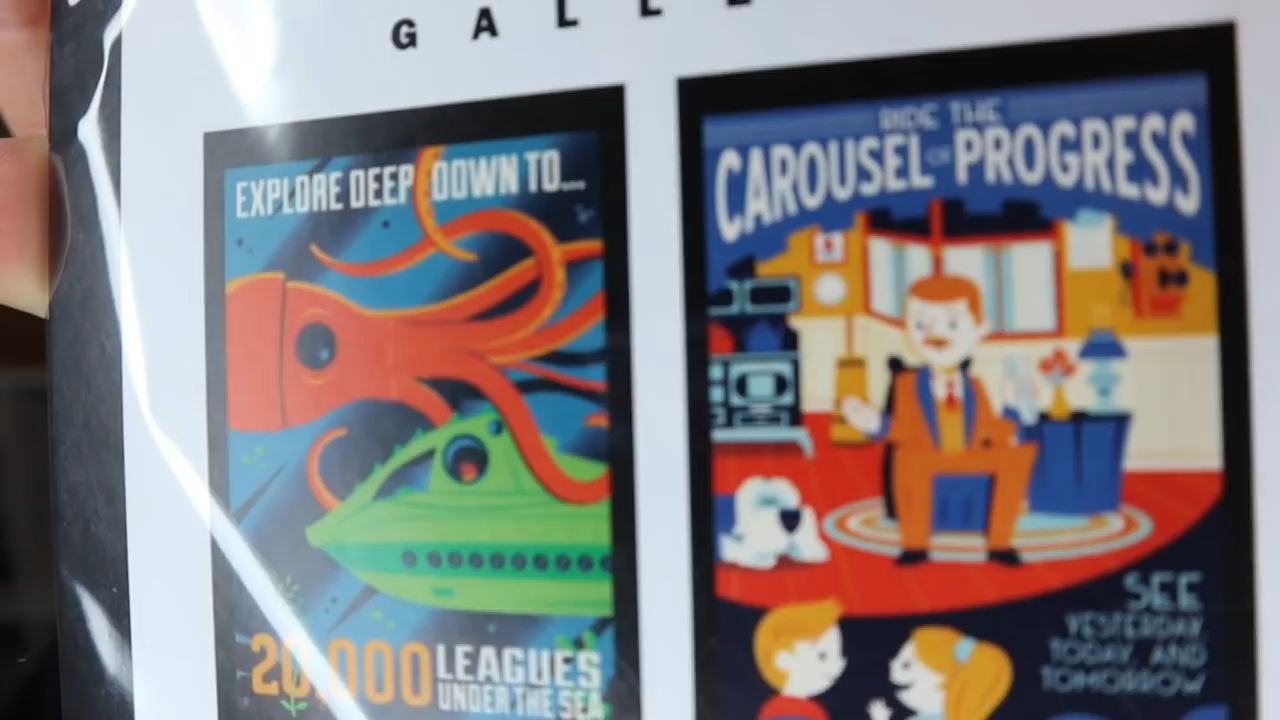 GALLE
EXPLORE DEEP DOWN TO...
20,000 LEAGUES
UNDER THE SEA
RIDE THE
CAROUSEL OF PROGRESS
SEE
YESTERDAY,
TODAY, AND
TOMORROW